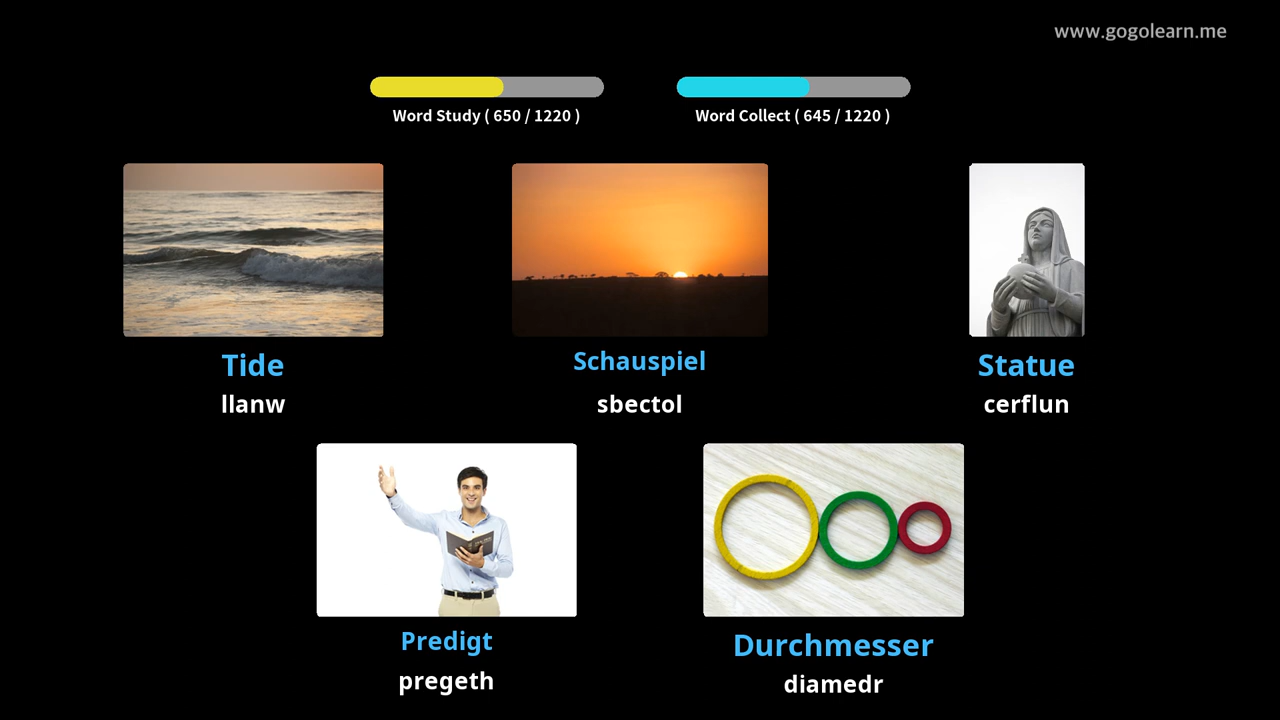 www.gogolearn.me
Word Study ( 650 / 1220 )
Word Collect ( 645 / 1220 )
Tide
llanw
Schauspiel
sbectol
Statue
cerflun
Predigt
pregeth
Durchmesser
diamedr